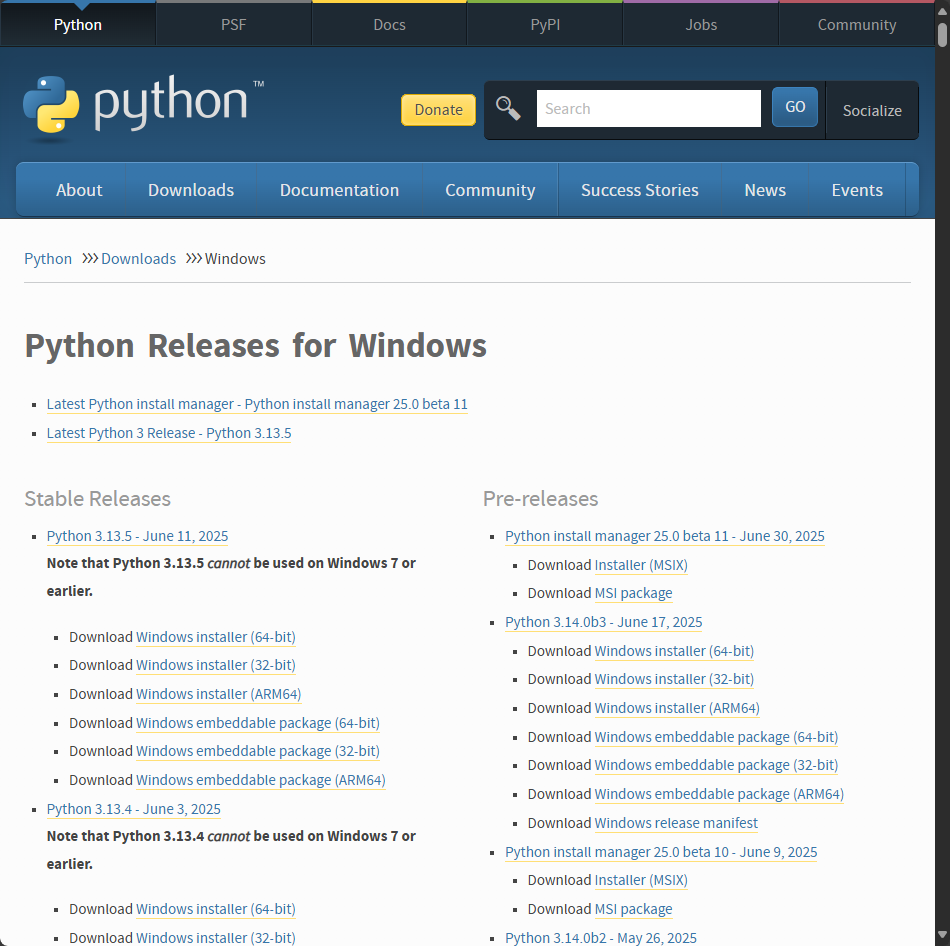 Python PSF Docs PyPI Jobs Community
python™ Donate Search GO Socialize
About Downloads Documentation Community Success Stories News Events
Python >>> Downloads >>> Windows
Python Releases for Windows
Latest Python install manager - Python install manager 25.0 beta 11
Latest Python 3 Release - Python 3.13.5
Stable Releases
Python 3.13.5 - June 11, 2025
Note that Python 3.13.5 cannot be used on Windows 7 or
earlier.
Download Windows installer (64-bit)
Download Windows installer (32-bit)
Download Windows installer (ARM64)
Download Windows embeddable package (64-bit)
Download Windows embeddable package (32-bit)
Download Windows embeddable package (ARM64)
Python 3.13.4 - June 3, 2025
Note that Python 3.13.4 cannot be used on Windows 7 or
earlier.
Download Windows installer (64-bit)
Download Windows installer (32-bit)
Pre-releases
Python install manager 25.0 beta 11 - June 30, 2025
Download Installer (MSIX)
Download MSI package
Python 3.14.0b3 - June 17, 2025
Download Windows installer (64-bit)
Download Windows installer (32-bit)
Download Windows installer (ARM64)
Download Windows embeddable package (64-bit)
Download Windows embeddable package (32-bit)
Download Windows embeddable package (ARM64)
Download Windows release manifest
Python install manager 25.0 beta 10 - June 9, 2025
Download Installer (MSIX)
Download MSI package
Python 3.14.0b2 - May 26, 2025